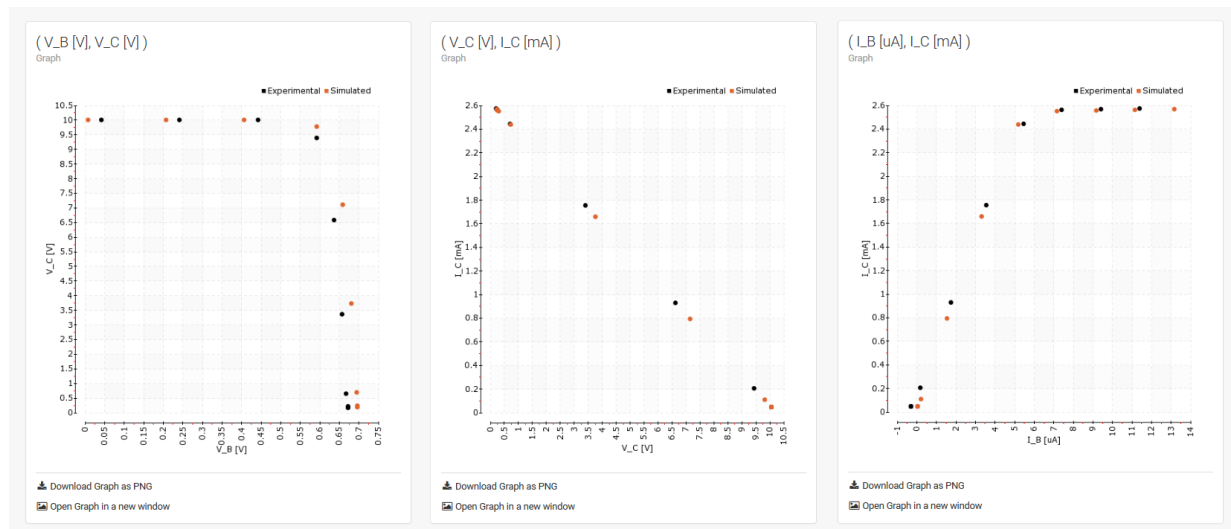 ( V_B [V], V_C [V] )
Graph
Experimental Simulated
10.5
10
9.5
9
8.5
8
7.5
7
6.5
6
5.5
5
4.5
4
3.5
3
2.5
2
1.5
1
0.5
0
V_C [V]
0 0.05 0.1 0.15 0.2 0.25 0.3 0.35 0.4 0.45 0.5 0.55 0.6 0.65 0.7 0.75
V_B [V]
Download Graph as PNG
Open Graph in a new window
( V_C [V], I_C [mA] )
Graph
Experimental Simulated
2.6
2.4
2.2
2
1.8
1.6
1.4
1.2
1
0.8
0.6
0.4
0.2
0
I_C [mA]
0 0.5 1 1.5 2 2.5 3 3.5 4 4.5 5 5.5 6 6.5 7 7.5 8 8.5 9 9.5 10 10.5
V_C [V]
Download Graph as PNG
Open Graph in a new window
( I_B [uA], I_C [mA] )
Graph
Experimental Simulated
2.6
2.4
2.2
2
1.8
1.6
1.4
1.2
1
0.8
0.6
0.4
0.2
0
I_C [mA]
-1 0 1 2 3 4 5 6 7 8 9 10 11 12 13 14
I_B [uA]
Download Graph as PNG
Open Graph in a new window